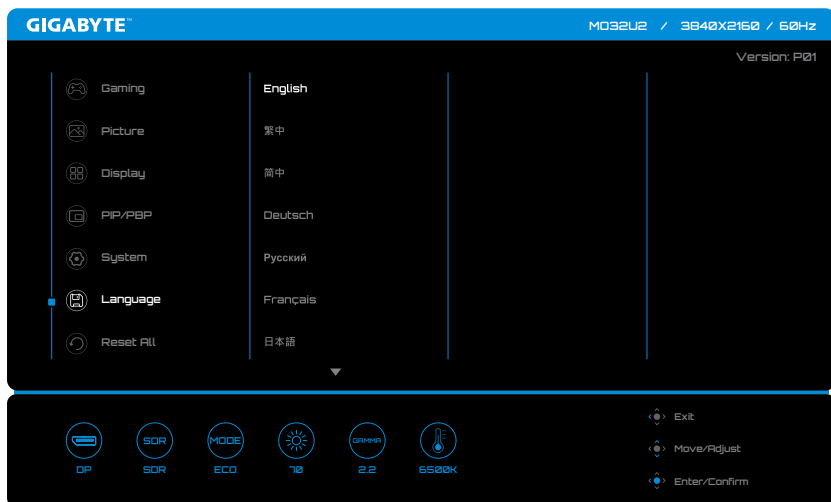 GIGABYTE™
MO32U2 / 3840X2160 / 60Hz
Version: P01
Gaming
English
Picture
繁中
Display
简中
PIP/PBP
Deutsch
System
Русский
Language
Français
Reset All
日本語
SDR
MODE
GAMMA
DP
SDR
ECO
70
2.2
6500K
Exit
Move/Adjust
Enter/Confirm